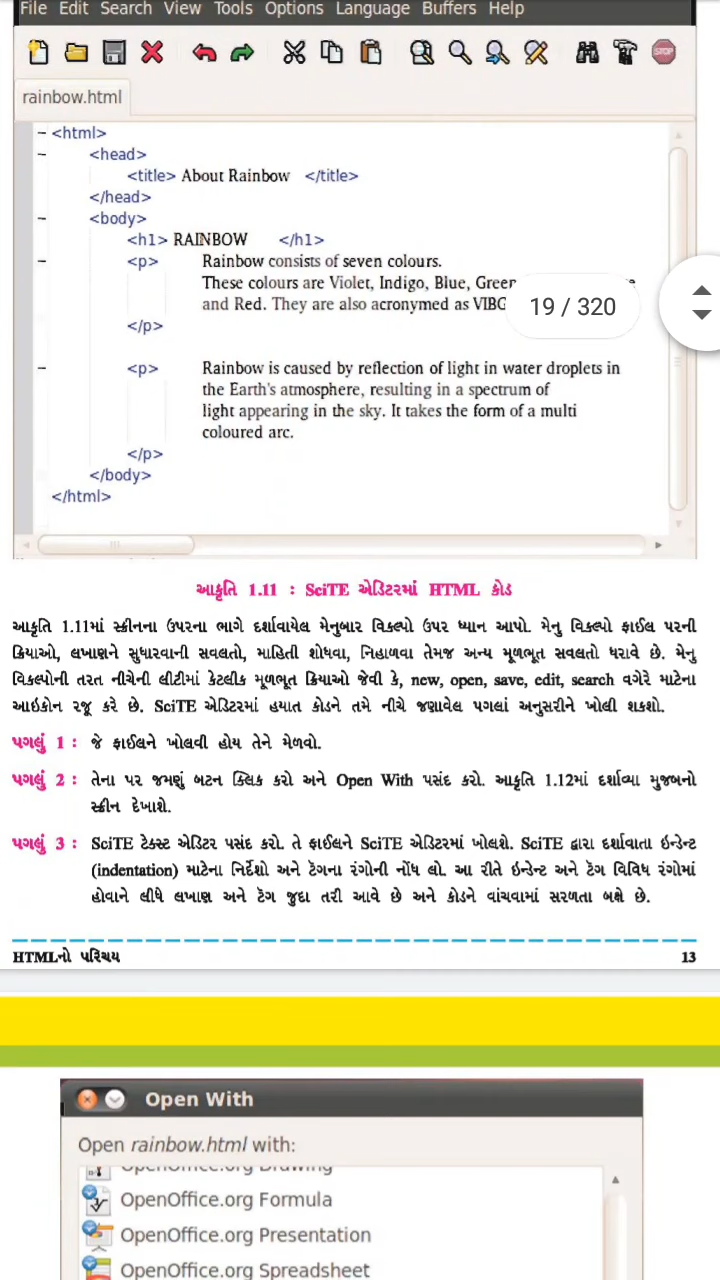 File Edit Search View Tools Options Language Buffers Help
STOP
rainbow.html
<html>
<head>
<title> About Rainbow </title>
</head>
<body>
<h1> RAINBOW </h1>
<p> Rainbow consists of seven colours.
These colours are Violet, Indigo, Blue,
and Red. They are also acronymed as
19 / 320
</p>
<p> Rainbow is caused by reflection of light in water droplets in
the Earth's atmosphere, resulting in a spectrum of
light appearing in the sky. It takes the form of a multi
coloured arc.
</p>
</body>
</html>
આકૃતિ 1.11 : SciTE એડિટરમાં HTML કોડ
આકૃતિ 1.11માં સ્ક્રીનના ઉપરના ભાગે દર્શાવાયેલ મેનુબાર વિકલ્પો ઉપર ધ્યાન આપો. મેનુ વિકલ્પો ફાઈલ પરની
ક્રિયાઓ, લખાણને સુધારવાની સવલતો, માહિતી શોધવા, નિહાળવા તેમજ અન્ય મૂળભૂત સવલતો ધરાવે છે. મેનુ
વિકલ્પોની તરત નીચેની લીટીમાં કેટલીક મૂળભૂત ક્રિયાઓ જેવી કે, new, open, save, edit, search વગેરે માટેના
આઇકોન રજૂ કરે છે. SciTE એડિટરમાં હયાત કોડને તમે નીચે જણાવેલ પગલાં અનુસરીને ખોલી શકશો.
પગલું 1 : જે ફાઈલને ખોલવી હોય તેને મેળવો.
પગલું 2 : તેના પર જમણું બટન ક્લિક કરો અને Open With પસંદ કરો. આકૃતિ 1.12માં દર્શાવ્યા મુજબનો
સ્ક્રીન દેખાશે.
પગલું 3 : SciTE ટેક્સ્ટ એડિટર પસંદ કરો. તે ફાઈલને SciTE એડિટરમાં ખોલશે. SciTE દ્વારા દર્શાવાતા ઇન્ડેન્ટ
(indentation) માટેના નિર્દેશો અને ટૅગના રંગોની નોંધ લો. આ રીતે ઇન્ડેન્ટ અને ટૅગ વિવિધ રંગોમાં
હોવાને લીધે લખાણ અને ટૅગ જુદા તરી આવે છે અને કોડને વાંચવામાં સરળતા બક્ષે છે.
HTMLનો પરિચય 13
Open With
Open rainbow.html with:
OpenOffice.org Drawing
OpenOffice.org Formula
OpenOffice.org Presentation
OpenOffice.org Spreadsheet